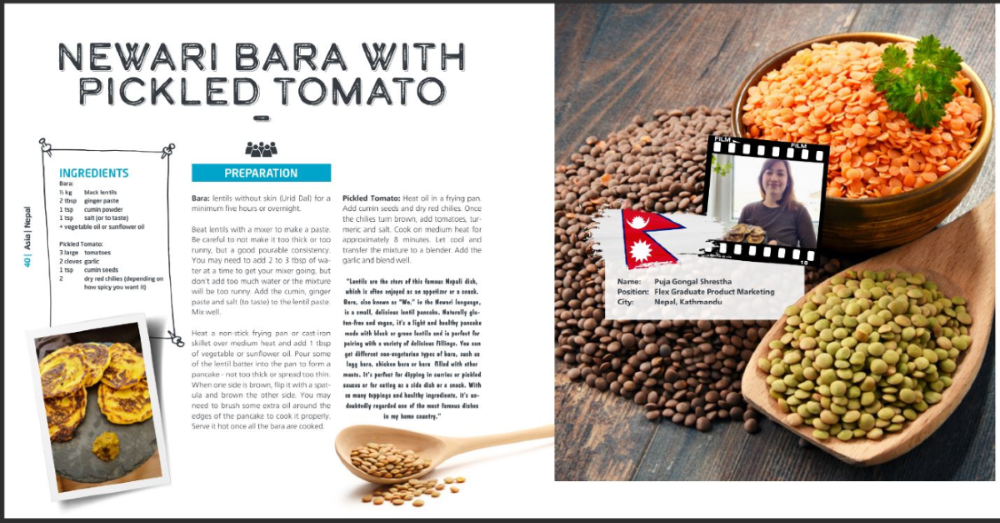 NEWARI BARA WITH
PICKLED TOMATO
INGREDIENTS
Bara:
½ kg black lentils
2 tbsp ginger paste
1 tsp cumin powder
1 tsp salt (or to taste)
+ vegetable oil or sunflower oil
Pickled Tomato:
3 large tomatoes
2 cloves garlic
1 tsp cumin seeds
2 dry red chilies (depending on
how spicy you want it)
40 | Asia | Nepal
PREPARATION
Bara: lentils without skin (Urid Dal) for a
minimum five hours or overnight.
Beat lentils with a mixer to make a paste.
Be careful to not make it too thick or too
runny, but a good pourable consistency.
You may need to add 2 to 3 tbsp of wa-
ter at a time to get your mixer going, but
don't add too much water or the mixture
will be too runny. Add the cumin, ginger
paste and salt (to taste) to the lentil paste.
Mix well.
Heat a non-stick frying pan or cast-iron
skillet over medium heat and add 1 tbsp
of vegetable or sunflower oil. Pour some
of the lentil batter into the pan to form a
pancake - not too thick or spread too thin.
When one side is brown, flip it with a spat-
ula and brown the other side. You may
need to brush some extra oil around the
edges of the pancake to cook it properly.
Serve it hot once all the bara are cooked.
Pickled Tomato: Heat oil in a frying pan.
Add cumin seeds and dry red chilies. Once
the chilies turn brown, add tomatoes, tur-
meric and salt. Cook on medium heat for
approximately 8 minutes. Let cool and
transfer the mixture to a blender. Add the
garlic and blend well.
"Lentils are the stars of this famous Nepali dish,
which is often enjoyed as an appetizer or a snack.
Bara, also known as "Wo," in the Newari language,
is a small, delicious lentil pancake. Naturally glu-
ten-free and vegan, it's a light and healthy pancake
made with black or green lentils and is perfect for
pairing with a variety of delicious fillings. You can
get different non-vegetarian types of bara, such as
egg bara, chicken bara or bara filled with other
meats. It's perfect for dipping in curries or pickled
sauces or for eating as a side dish or a snack. With
so many toppings and healthy ingredients, it's un-
doubtedly regarded one of the most famous dishes
in my home country."
FILM FILM
Name: Puja Gongal Shrestha
Position: Flex Graduate Product Marketing
City: Nepal, Kathmandu